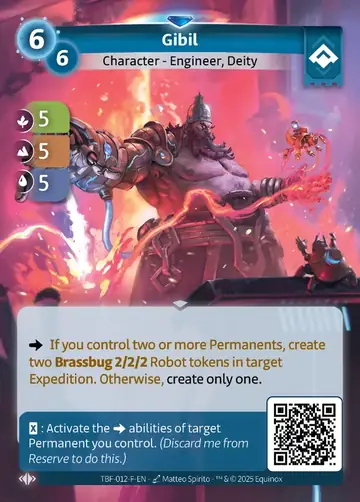 6
Gibil
6
Character - Engineer, Deity
5
5
5
If you control two or more Permanents, create
two Brassbug 2/2/2 Robot tokens in target
Expedition. Otherwise, create only one.
X : Activate the abilities of target
Permanent you control. (Discard me from
Reserve to do this.)
TBF-012-F-EN - Matteo Spirito - ™ & © 2025 Equinox